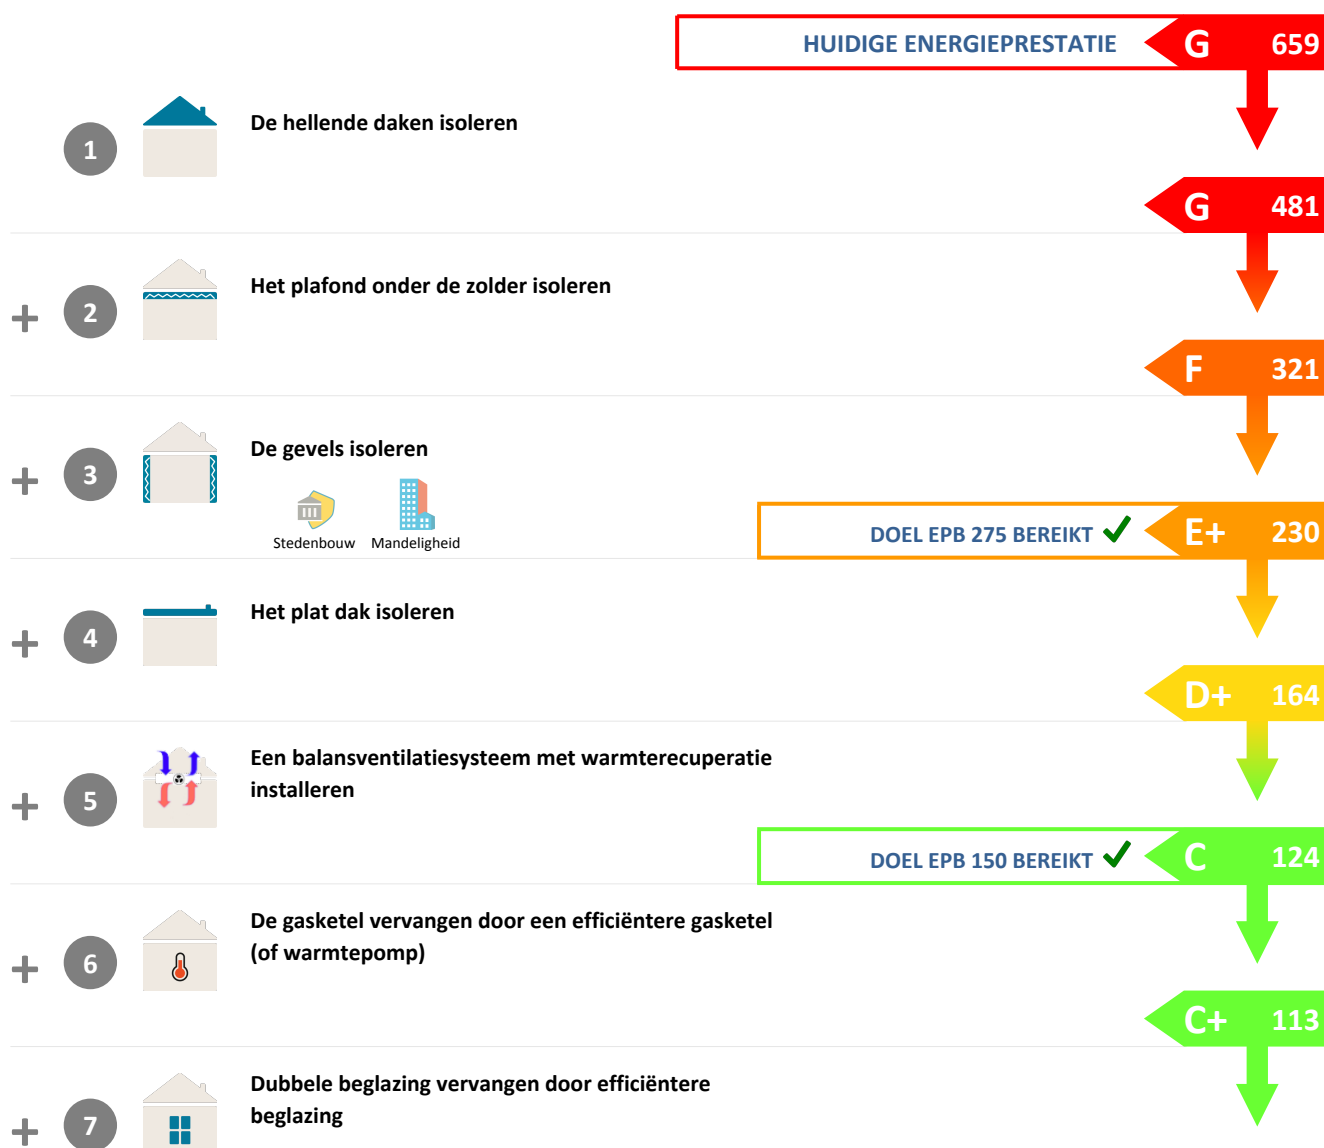 HUIDIGE ENERGIEPRESTATIE G 659
1 De hellende daken isoleren
G 481
+ 2 Het plafond onder de zolder isoleren
F 321
+ 3 De gevels isoleren
Stedenbouw Mandeligheid
DOEL EPB 275 BEREIKT ✓ E+ 230
+ 4 Het plat dak isoleren
D+ 164
+ 5 Een balansventilatiesysteem met warmterecuperatie
installeren
DOEL EPB 150 BEREIKT ✓ C 124
+ 6 De gasketel vervangen door een efficiëntere gasketel
(of warmtepomp)
C+ 113
+ 7 Dubbele beglazing vervangen door efficiëntere
beglazing